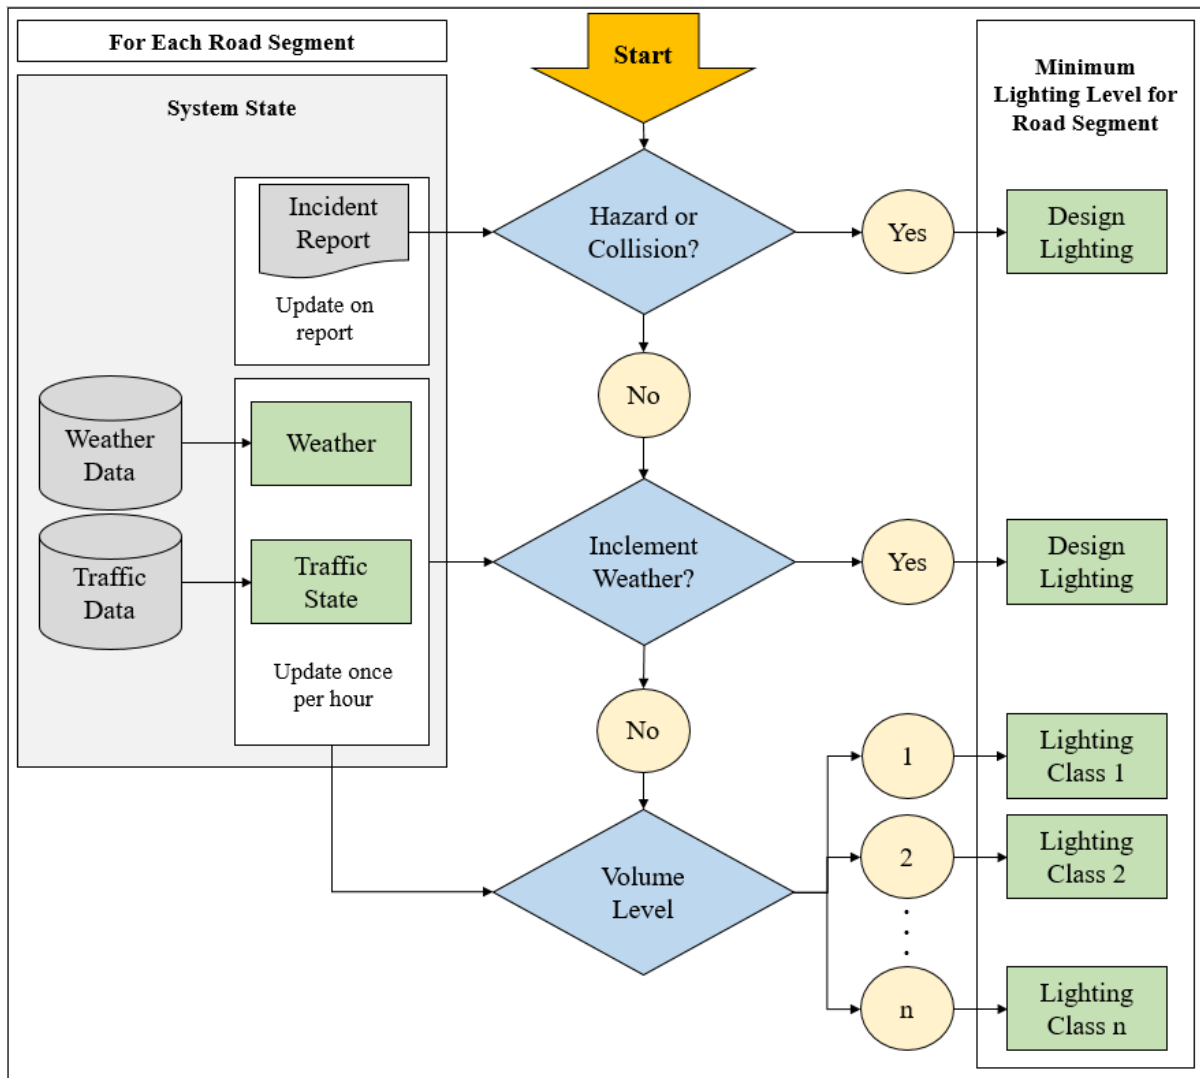 For Each Road Segment
System State
Incident
Report
Update on
report
Weather
Data
Weather
Traffic
Data
Traffic
State
Update once
per hour
Start
Hazard or
Collision?
Yes
No
Inclement
Weather?
Yes
No
Volume
Level
1
2
n
Minimum
Lighting Level for
Road Segment
Design
Lighting
Design
Lighting
Lighting
Class 1
Lighting
Class 2
Lighting
Class n